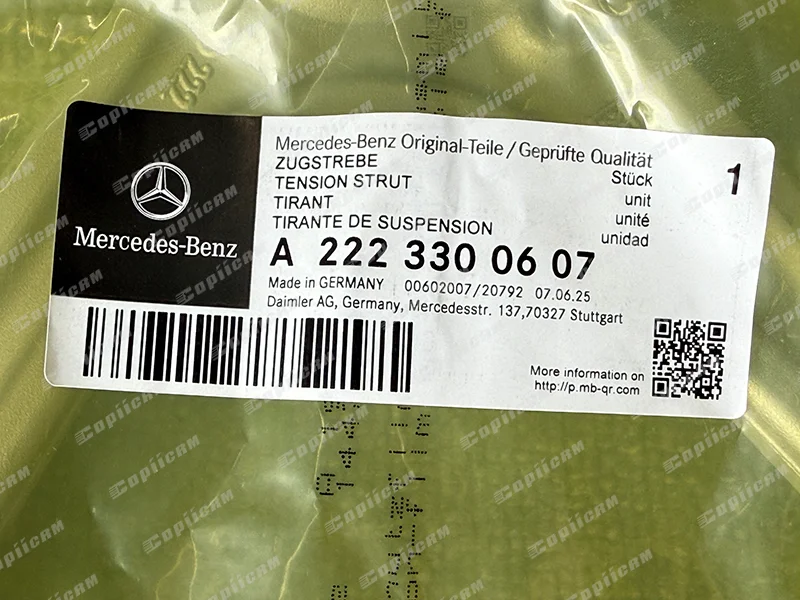 Mercedes-Benz
Mercedes-Benz Original-Teile / Geprüfte Qualität
ZUGSTREBE
TENSION STRUT
TIRANT
TIRANTE DE SUSPENSION
Stück
unit
unité
unidad
1
A 222 330 06 07
Made in GERMANY 00602007/20792 07.06.25
Daimler AG, Germany, Mercedesstr. 137,70327 Stuttgart
More information on
http://p.mb-qr.com
COPIICAM